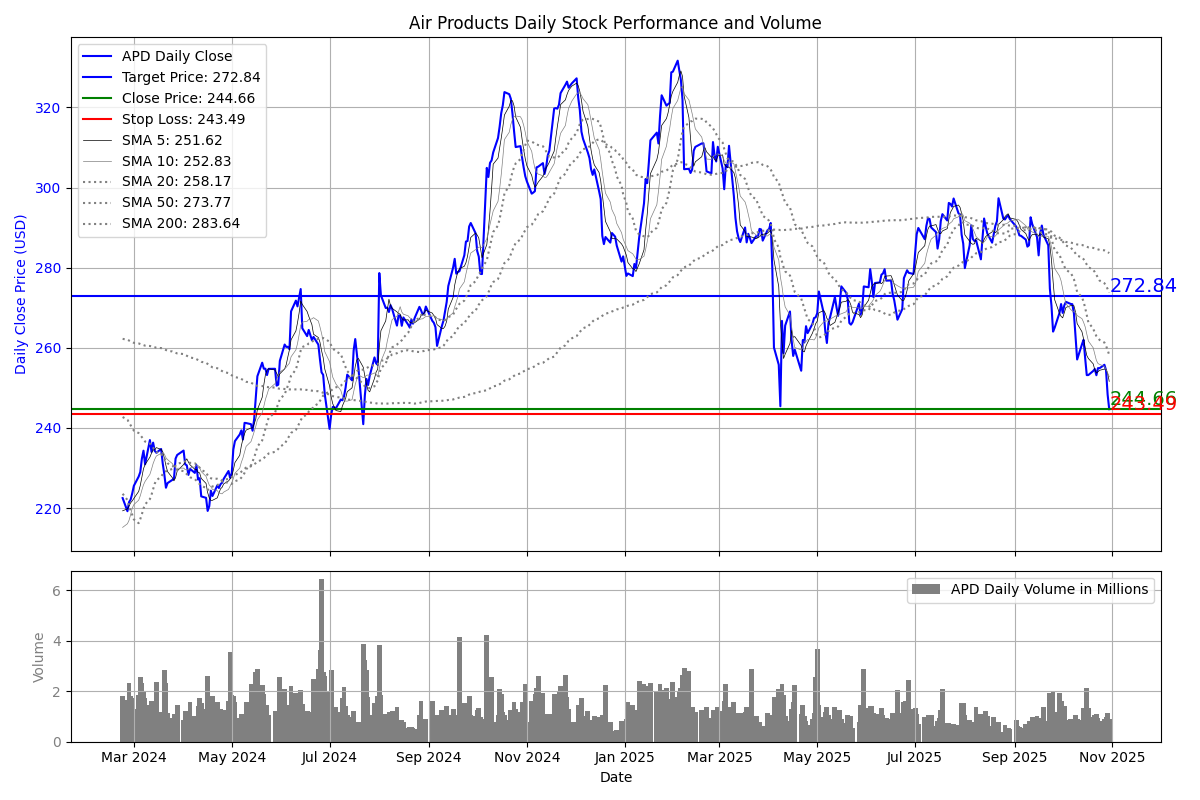 Air Products Daily Stock Performance and Volume
APD Daily Close
Target Price: 272.84
Close Price: 244.66
Stop Loss: 243.49
SMA 5: 251.62
SMA 10: 252.83
SMA 20: 258.17
SMA 50: 273.77
SMA 200: 283.64
Daily Close Price (USD)
320
300
280
260
240
220
272.84
244.66
243.49
APD Daily Volume in Millions
Volume
6
4
2
0
Mar 2024 May 2024 Jul 2024 Sep 2024 Nov 2024 Jan 2025 Mar 2025 May 2025 Jul 2025 Sep 2025 Nov 2025
Date